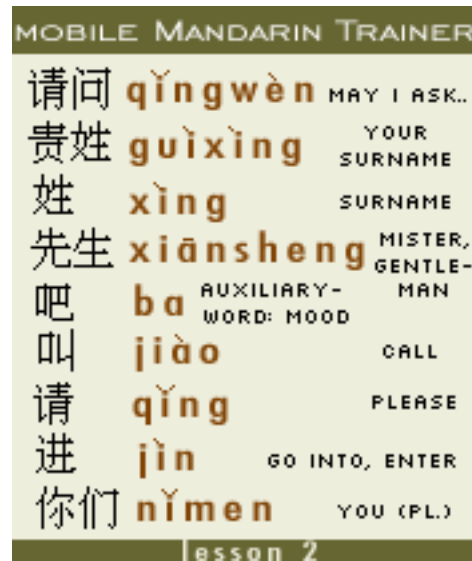 MOBILE MANDARIN TRAINER
请问 qǐngwèn MAY I ASK..
贵姓 guìxìng YOUR SURNAME
姓 xìng SURNAME
先生 xiānsheng MISTER, GENTLE-MAN
吧 ba AUXILIARY-WORD: MOOD
叫 jiào CALL
请 qǐng PLEASE
进 jìn GO INTO, ENTER
你们 nǐmen YOU (PL.)
lesson 2